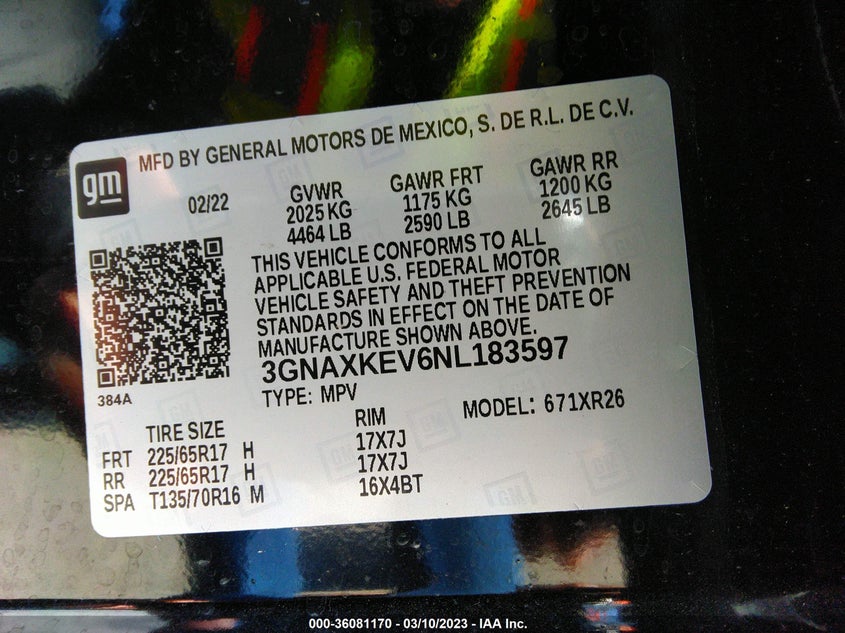 gm
MFD BY GENERAL MOTORS DE MEXICO, S. DE R.L. DE C.V.
02/22
GVWR GAWR FRT GAWR RR
2025 KG 1175 KG 1200 KG
4464 LB 2590 LB 2645 LB
THIS VEHICLE CONFORMS TO ALL
APPLICABLE U.S. FEDERAL MOTOR
VEHICLE SAFETY AND THEFT PREVENTION
STANDARDS IN EFFECT ON THE DATE OF
MANUFACTURE SHOWN ABOVE.
3GNAXKEV6NL183597
384A
TYPE: MPV MODEL: 671XR26
TIRE SIZE RIM
FRT 225/65R17 H 17X7J
RR 225/65R17 H 17X7J
SPA T135/70R16 M 16X4BT
000-36081170 - 03/10/2023 - IAA Inc.